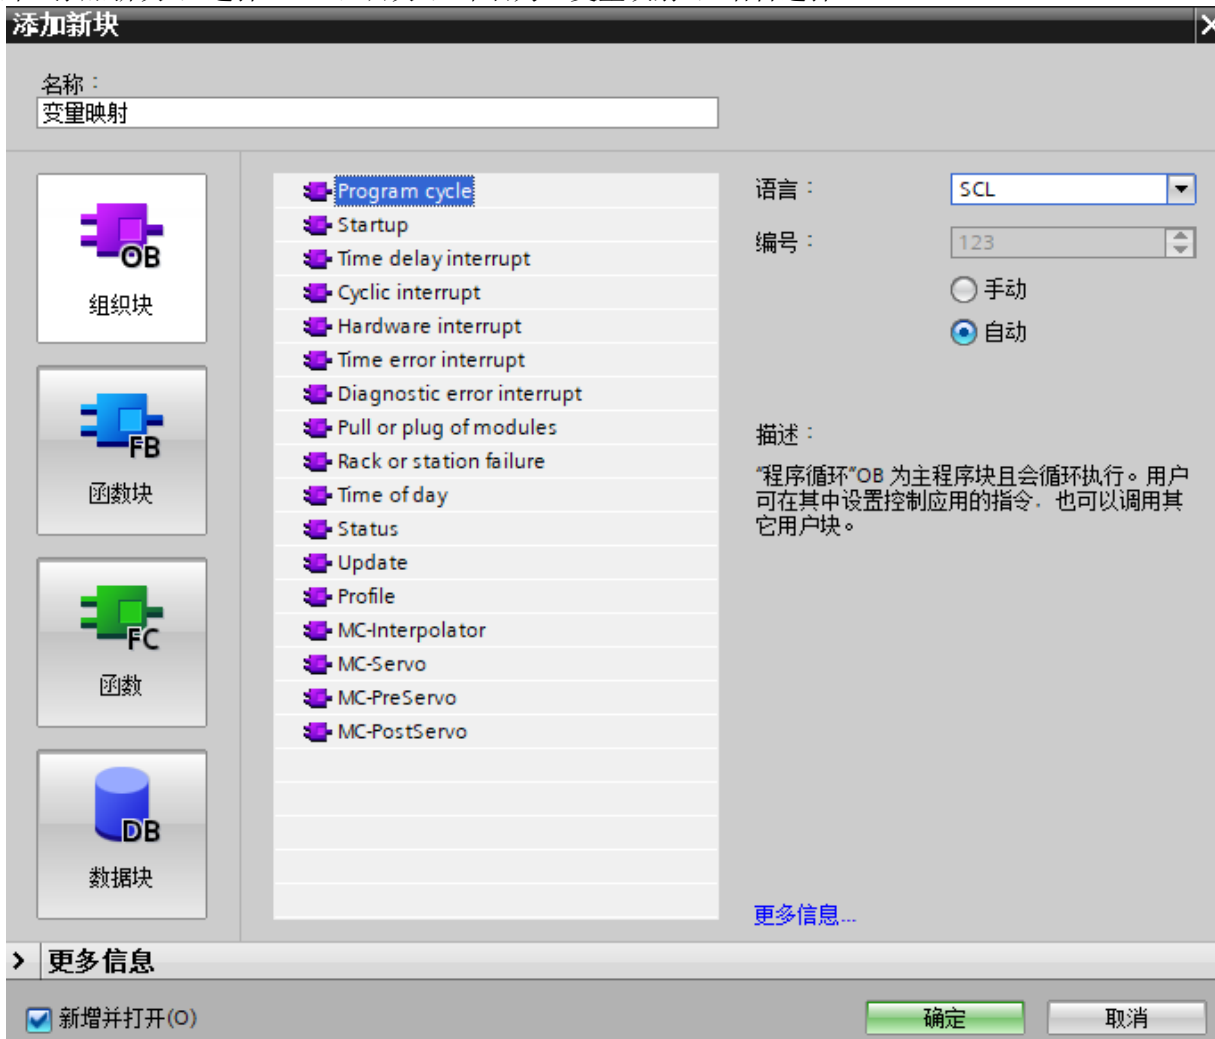 添加新块
名称：
变量映射
OB
组织块
FB
函数块
FC
函数
DB
数据块
Program cycle
Startup
Time delay interrupt
Cyclic interrupt
Hardware interrupt
Time error interrupt
Diagnostic error interrupt
Pull or plug of modules
Rack or station failure
Time of day
Status
Update
Profile
MC-Interpolator
MC-Servo
MC-PreServo
MC-PostServo
语言：
SCL
编号：
123
手动
自动
描述：
“程序循环”OB 为主程序块且会循环执行。用户
可在其中设置控制应用的指令，也可以调用其
它用户块。
更多信息...
更多信息
新增并打开(O)
确定
取消